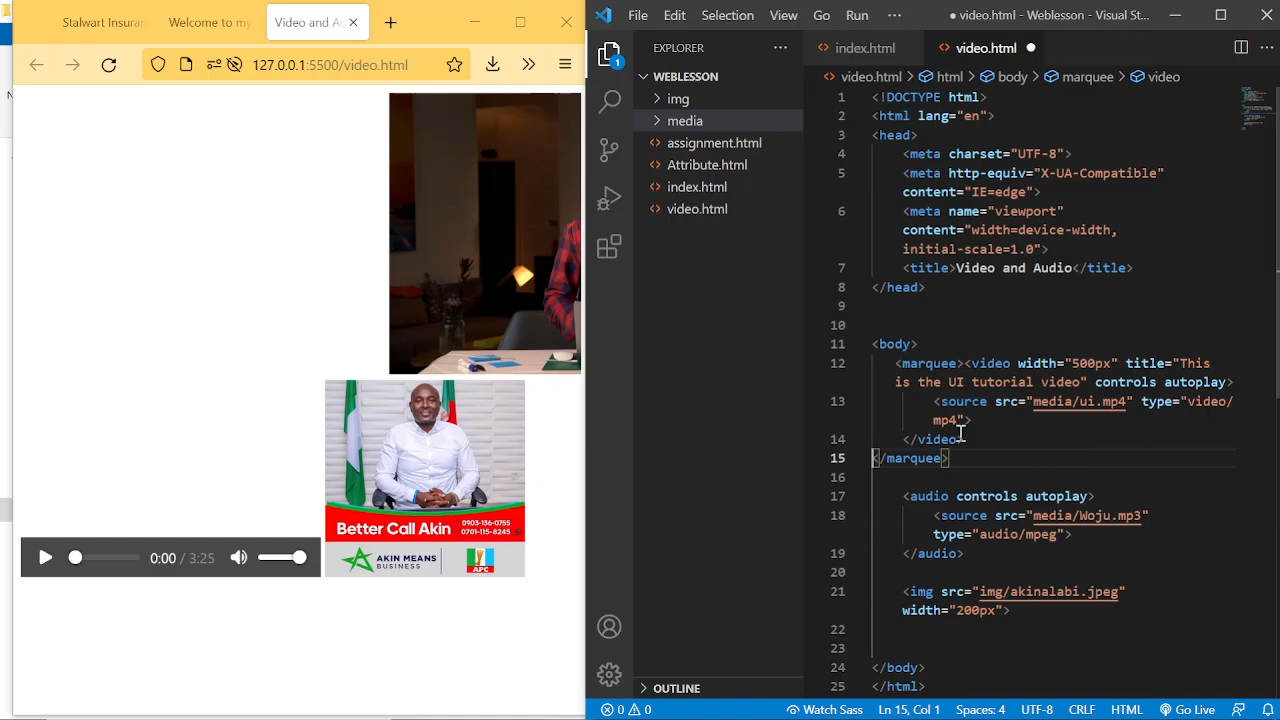 Stalwart Insuran
Welcome to my
Video and Au
127.0.0.1:5500/video.html
Better Call Akin
0903-136-0755
0701-115-8245
AKIN MEANS
BUSINESS
APC
0:00 / 3:25
File Edit Selection View Go Run ··· ● video.html - Weblesson - Visual St...
EXPLORER
1
WEBLESSON
img
media
assignment.html
Attribute.html
index.html
video.html
OUTLINE
index.html
video.html
video.html > html > body > marquee > video
1 <!DOCTYPE html>
2 <html lang="en">
3 <head>
4 <meta charset="UTF-8">
5 <meta http-equiv="X-UA-Compatible"
content="IE=edge">
6 <meta name="viewport"
content="width=device-width,
initial-scale=1.0">
7 <title>Video and Audio</title>
8 </head>
9
10
11 <body>
12 <marquee><video width="500px" title="This
is the UI tutorial video" controls autoplay>
13 <source src="media/ui.mp4" type="video/
mp4">
14 </video>
15 </marquee>
16
17 <audio controls autoplay>
18 <source src="media/Woju.mp3"
type="audio/mpeg">
19 </audio>
20
21 <img src="img/akinalabi.jpeg"
width="200px">
22
23
24 </body>
25 </html>
0 0 Watch Sass Ln 15, Col 1 Spaces: 4 UTF-8 CRLF HTML Go Live